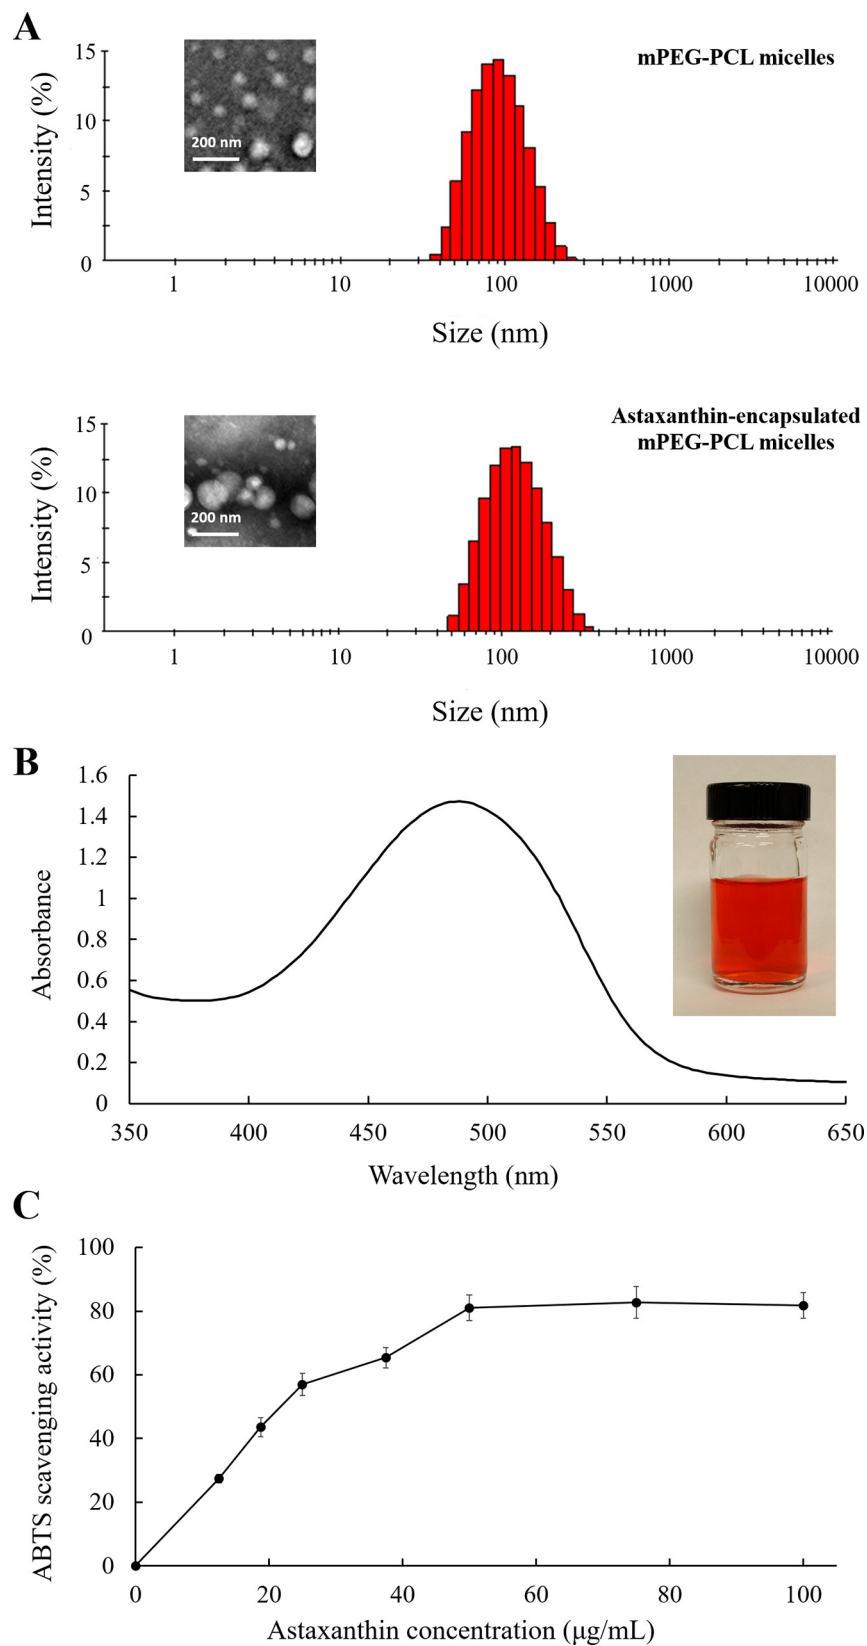 A
mPEG-PCL micelles
Intensity (%)
15
10
5
0
200 nm
1 10 100 1000 10000
Size (nm)
Astaxanthin-encapsulated
mPEG-PCL micelles
Intensity (%)
15
10
5
0
200 nm
1 10 100 1000 10000
Size (nm)
B
Absorbance
1.6
1.4
1.2
1
0.8
0.6
0.4
0.2
0
350 400 450 500 550 600 650
Wavelength (nm)
C
ABTS scavenging activity (%)
100
80
60
40
20
0
0 20 40 60 80 100
Astaxanthin concentration (μg/mL)